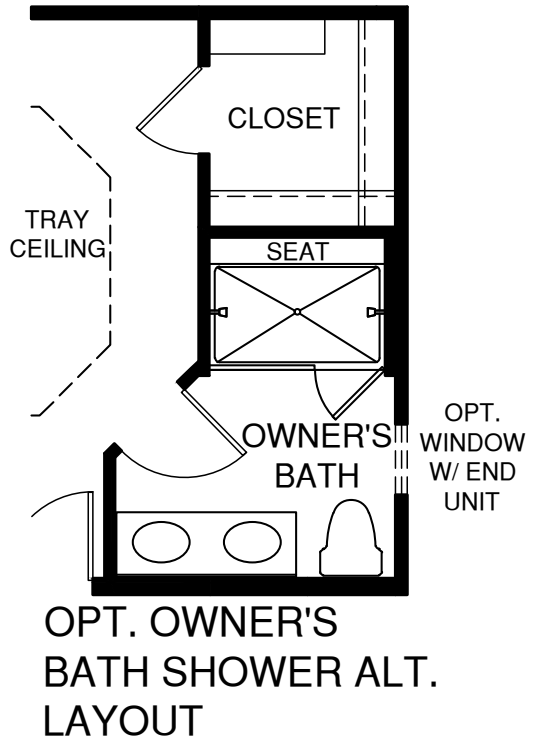 CLOSET
TRAY
CEILING
SEAT
OWNER'S
BATH
OPT.
WINDOW
W/ END
UNIT
OPT. OWNER'S
BATH SHOWER ALT.
LAYOUT